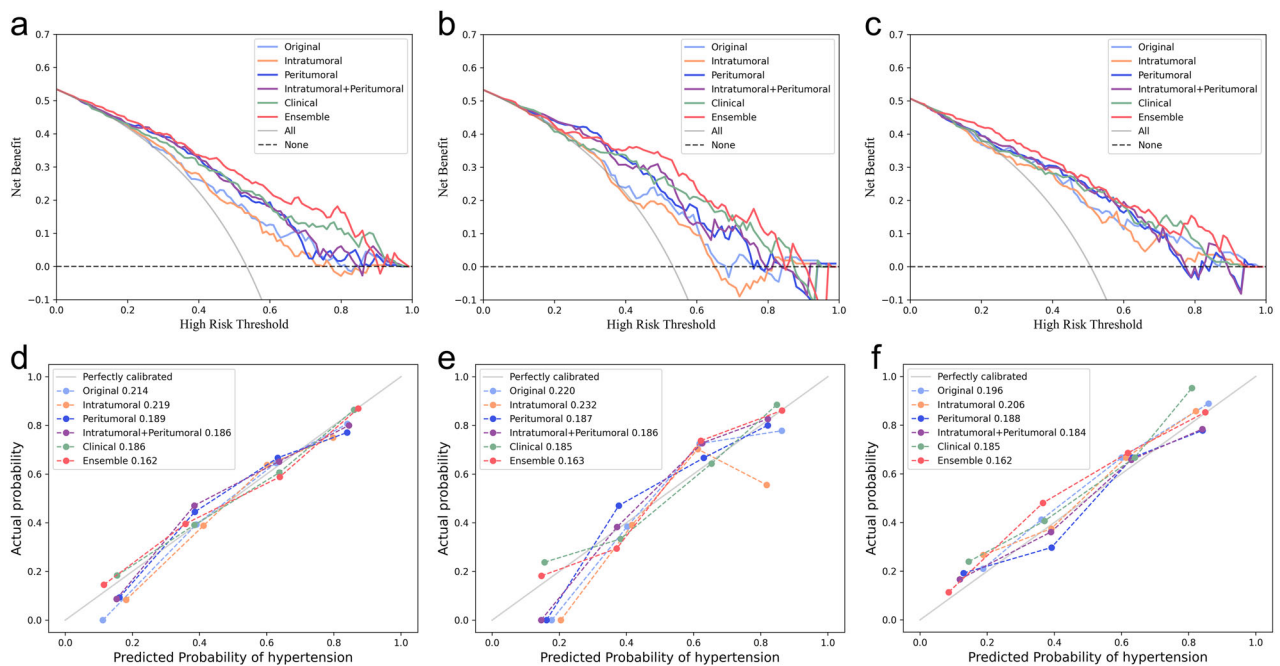 a
0.7
0.6
0.5
0.4
0.3
0.2
0.1
0.0
−0.1
Net Benefit
0.0 0.2 0.4 0.6 0.8 1.0
High Risk Threshold
Original
Intratumoral
Peritumoral
Intratumoral+Peritumoral
Clinical
Ensemble
All
None
b
0.7
0.6
0.5
0.4
0.3
0.2
0.1
0.0
−0.1
Net Benefit
0.0 0.2 0.4 0.6 0.8 1.0
High Risk Threshold
Original
Intratumoral
Peritumoral
Intratumoral+Peritumoral
Clinical
Ensemble
All
None
c
0.7
0.6
0.5
0.4
0.3
0.2
0.1
0.0
−0.1
Net Benefit
0.0 0.2 0.4 0.6 0.8 1.0
High Risk Threshold
Original
Intratumoral
Peritumoral
Intratumoral+Peritumoral
Clinical
Ensemble
All
None
d
1.0
0.8
0.6
0.4
0.2
0.0
Actual probability
0.0 0.2 0.4 0.6 0.8 1.0
Predicted Probability of hypertension
Perfectly calibrated
Original 0.214
Intratumoral 0.219
Peritumoral 0.189
Intratumoral+Peritumoral 0.186
Clinical 0.186
Ensemble 0.162
e
1.0
0.8
0.6
0.4
0.2
0.0
Actual probability
0.0 0.2 0.4 0.6 0.8 1.0
Predicted Probability of hypertension
Perfectly calibrated
Original 0.220
Intratumoral 0.232
Peritumoral 0.187
Intratumoral+Peritumoral 0.186
Clinical 0.185
Ensemble 0.163
f
1.0
0.8
0.6
0.4
0.2
0.0
Actual probability
0.0 0.2 0.4 0.6 0.8 1.0
Predicted Probability of hypertension
Perfectly calibrated
Original 0.196
Intratumoral 0.206
Peritumoral 0.188
Intratumoral+Peritumoral 0.184
Clinical 0.185
Ensemble 0.162